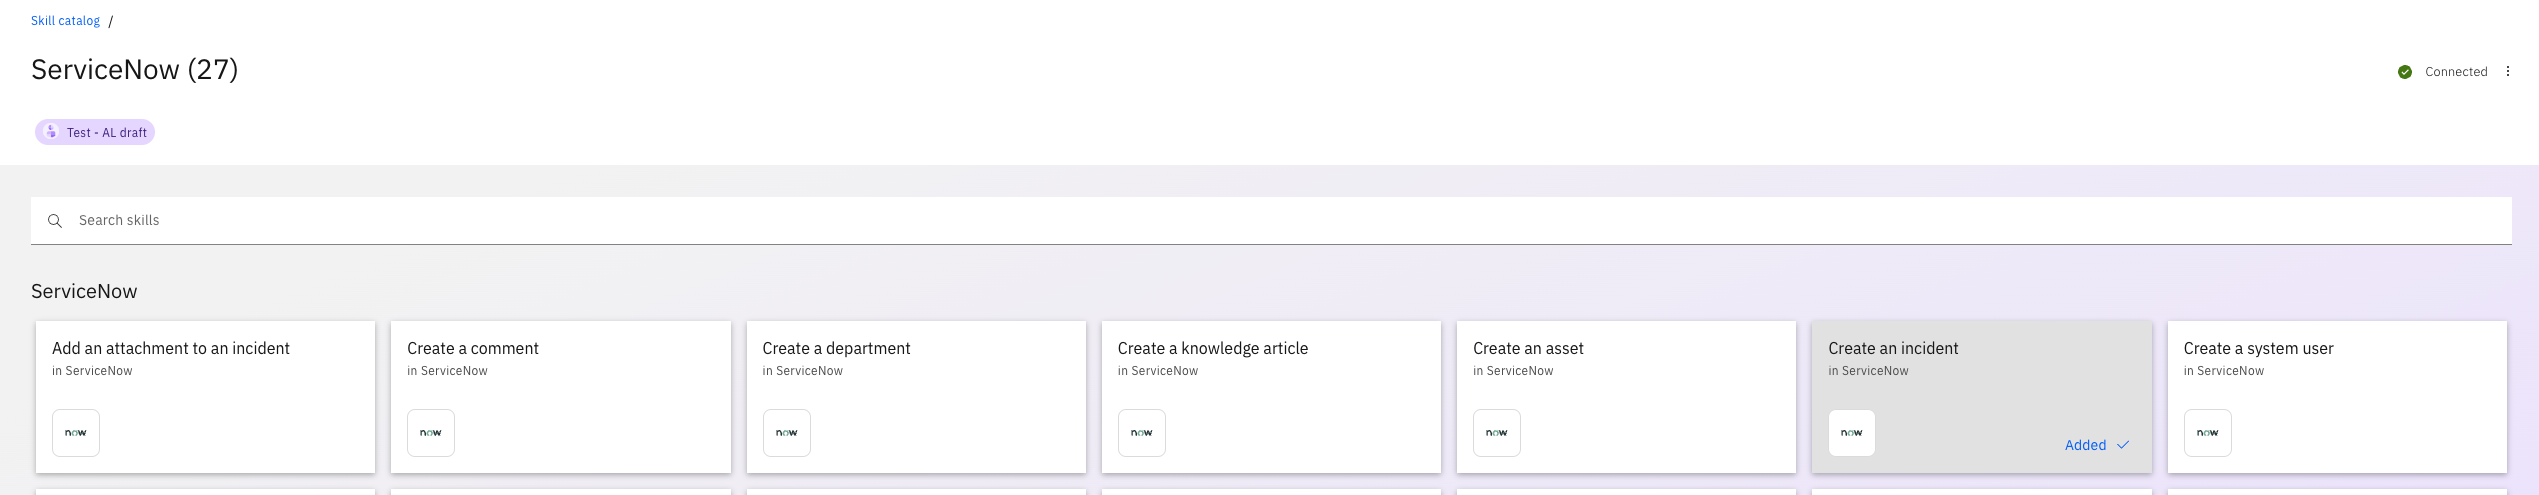 Skill catalog /
ServiceNow (27)
Connected
Test - AL draft
Search skills
ServiceNow
Add an attachment to an incident
in ServiceNow
now
Create a comment
in ServiceNow
now
Create a department
in ServiceNow
now
Create a knowledge article
in ServiceNow
now
Create an asset
in ServiceNow
now
Create an incident
in ServiceNow
now
Added
Create a system user
in ServiceNow
now